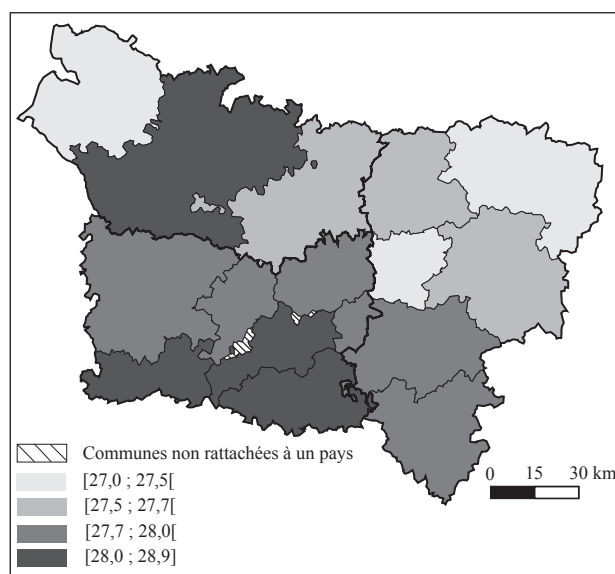 Communes non rattachées à un pays
[27,0 ; 27,5[
[27,5 ; 27,7[
[27,7 ; 28,0[
[28,0 ; 28,9]
0 15 30 km